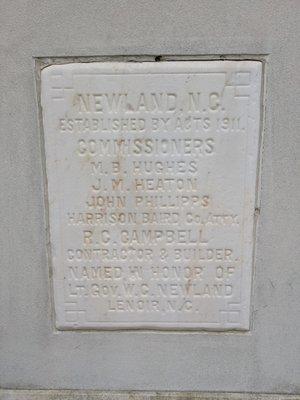 NEWLAND, N.C.
ESTABLISHED BY ACTS 1911.
COMMISSIONERS
M. B. HUGHES
J. M. HEATON
JOHN PHILLIPPS
HARRISON BAIRD CO. ATTY.
R. C. CAMPBELL
CONTRACTOR & BUILDER.
NAMED IN HONOR OF
LT. GOV. W. C. NEWLAND
LENOIR, N.C.